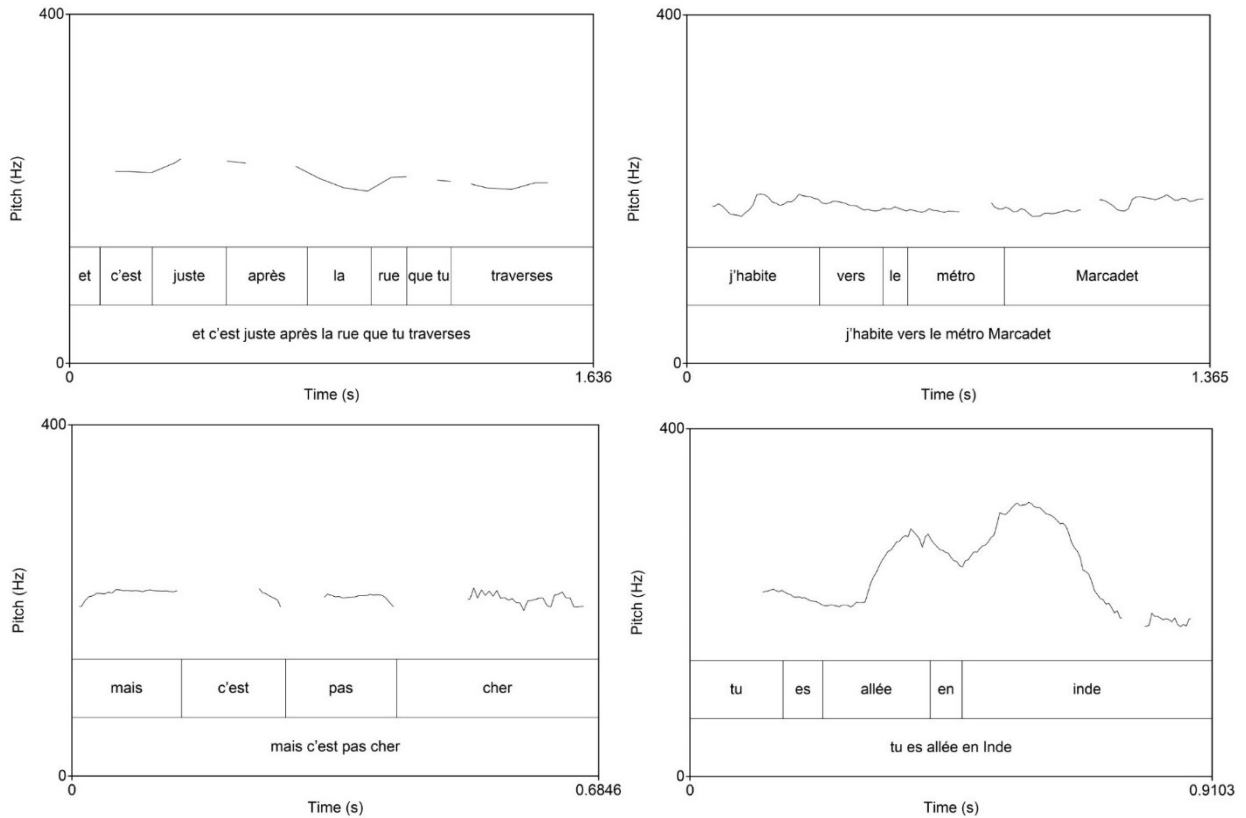 400
Pitch (Hz)
et c'est juste après la rue que tu traverses
et c'est juste après la rue que tu traverses
0
0 1.636
Time (s)
400
Pitch (Hz)
j'habite vers le métro Marcadet
j'habite vers le métro Marcadet
0
0 1.365
Time (s)
400
Pitch (Hz)
mais c'est pas cher
mais c'est pas cher
0
0 0.6846
Time (s)
400
Pitch (Hz)
tu es allée en inde
tu es allée en Inde
0
0 0.9103
Time (s)